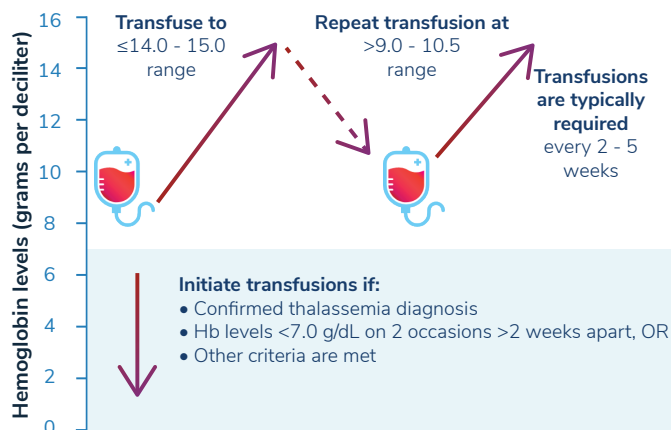 Hemoglobin levels (grams per deciliter)
16
14
12
10
8
6
4
2
0
Transfuse to
≤14.0 - 15.0
range
Repeat transfusion at
>9.0 - 10.5
range
Transfusions
are typically
required
every 2 - 5
weeks
Initiate transfusions if:
● Confirmed thalassemia diagnosis
● Hb levels <7.0 g/dL on 2 occasions >2 weeks apart, OR
● Other criteria are met